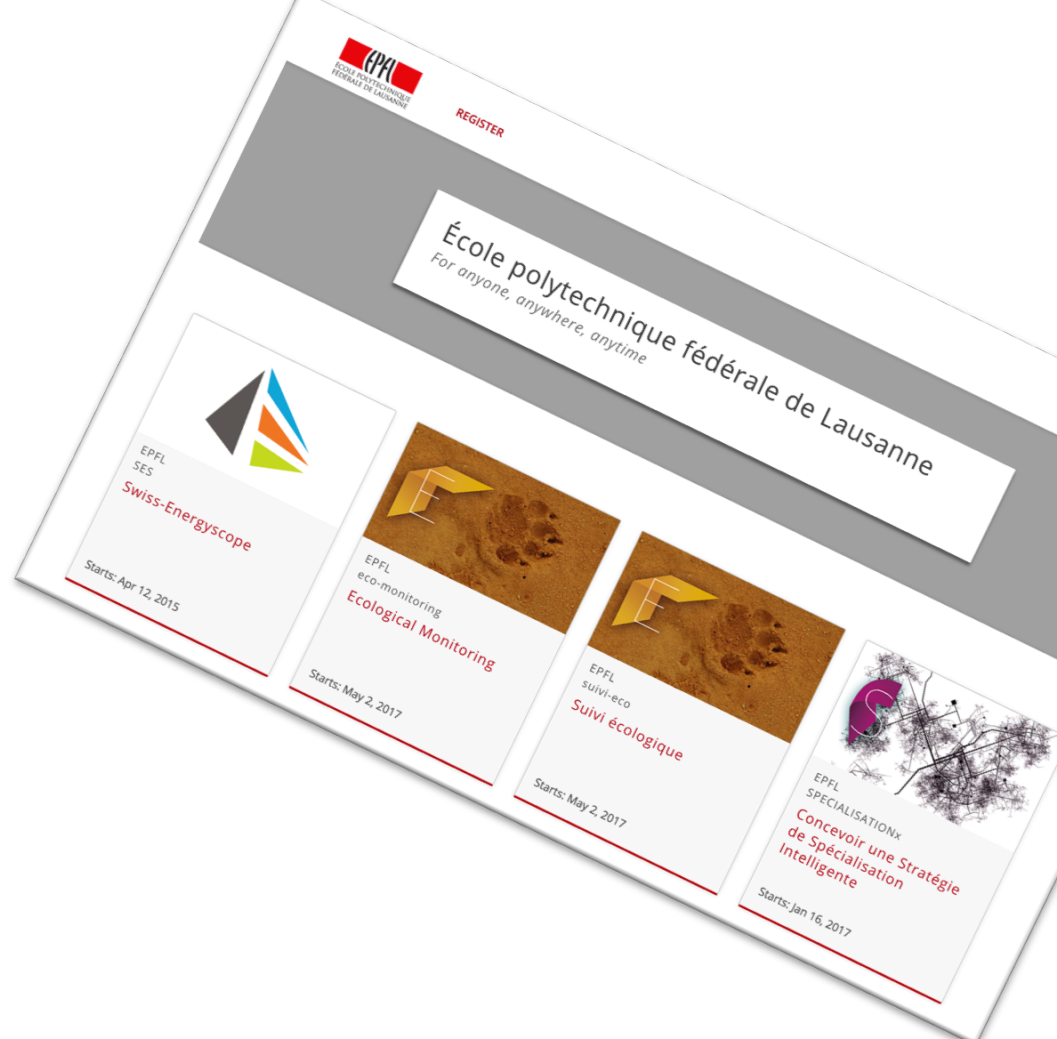 EPFL
ÉCOLE POLYTECHNIQUE
FÉDÉRALE DE LAUSANNE
REGISTER
École polytechnique fédérale de Lausanne
For anyone, anywhere, anytime
EPFL
SES
Swiss-Energyscope
Starts: Apr 12, 2015
E
EPFL
eco-monitoring
Ecological Monitoring
Starts: May 2, 2017
E
EPFL
suivi-eco
Suivi écologique
Starts: May 2, 2017
S
EPFL
SPECIALISATIONx
Concevoir une Stratégie
de Spécialisation
Intelligente
Starts: Jan 16, 2017